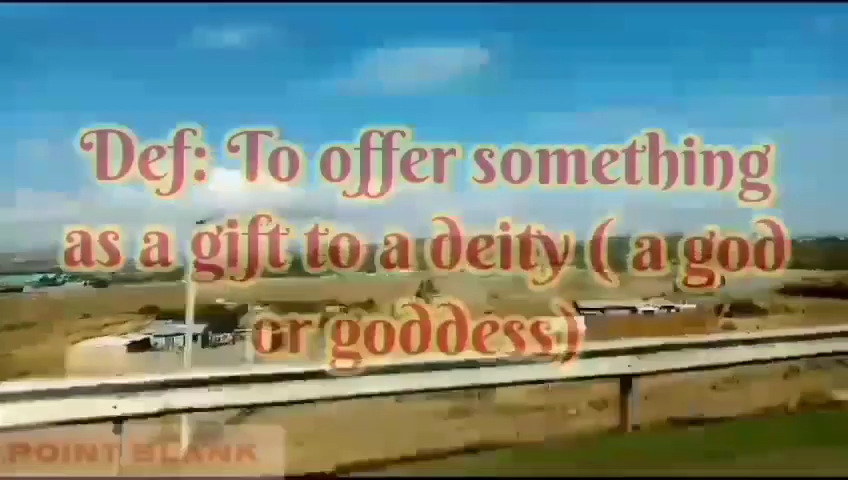 Def: To offer something
as a gift to a deity ( a god
or goddess)
.POINT BLANK